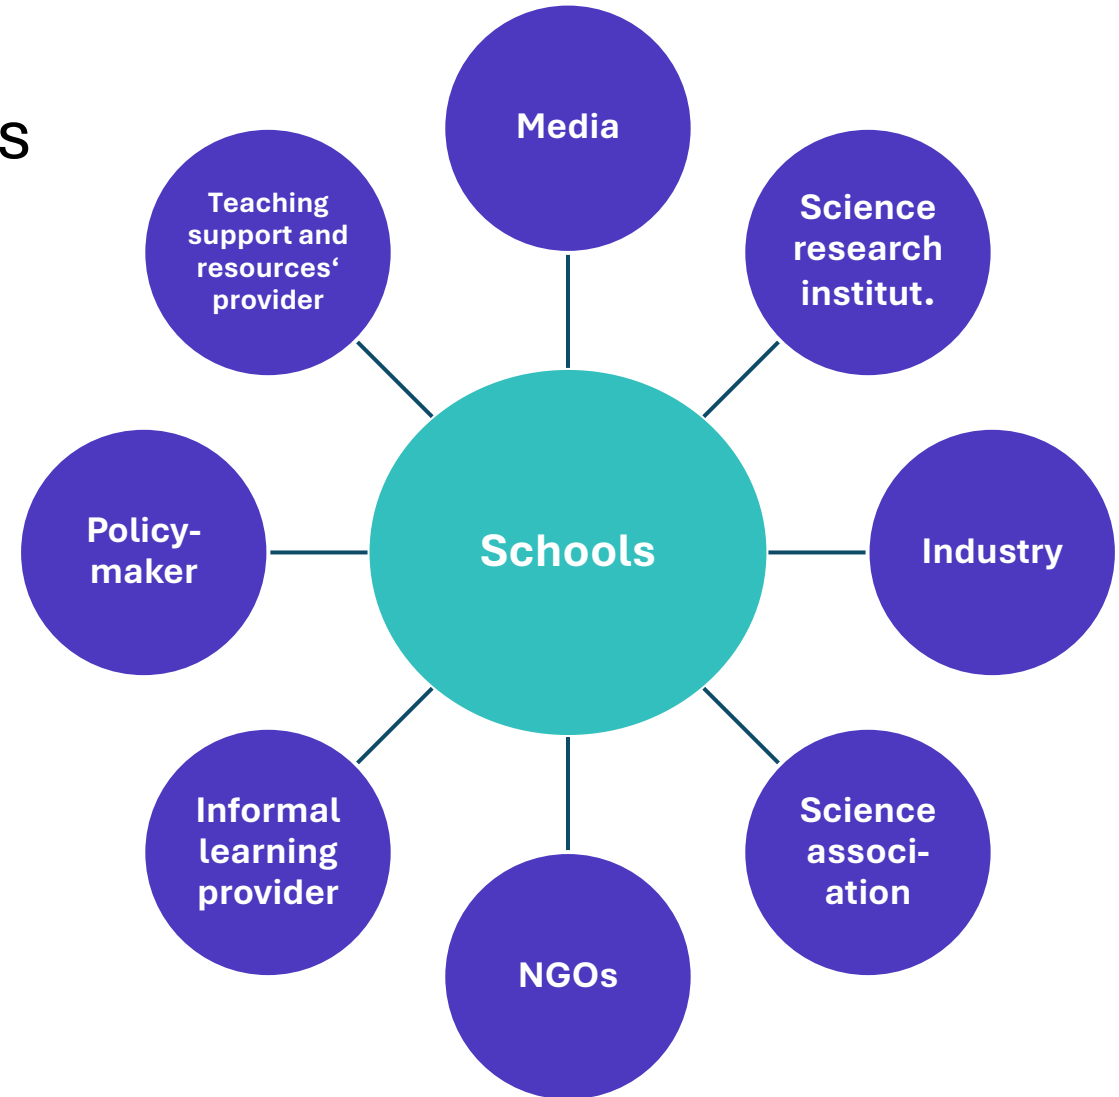 s
Media
Teaching
support and
resources‘
provider
Science
research
institut.
Policy-
maker
Schools
Industry
Informal
learning
provider
Science
associ-
ation
NGOs